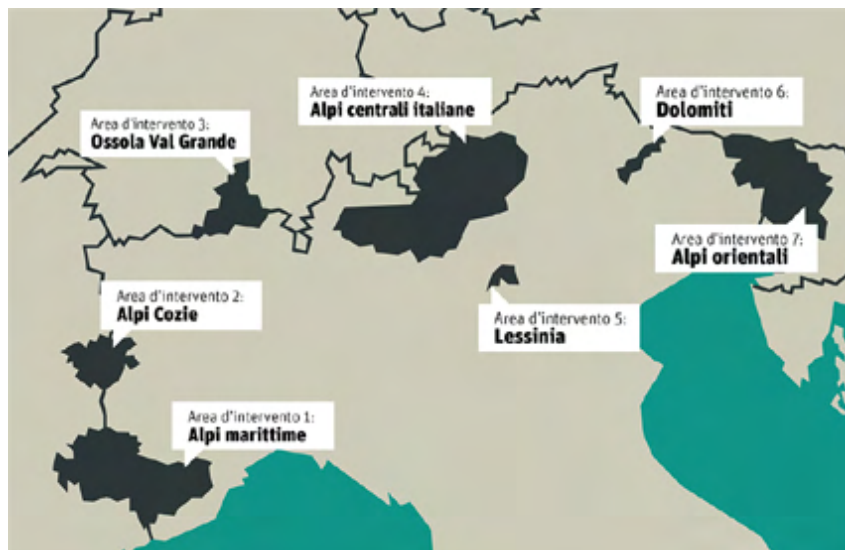 Area d'intervento 4:
Alpi centrali italiane
Area d'intervento 6:
Dolomiti
Area d'intervento 3:
Ossola Val Grande
Area d'intervento 7:
Alpi orientali
Area d'intervento 2:
Alpi Cozie
Area d'intervento 5:
Lessinia
Area d'intervento 1:
Alpi marittime